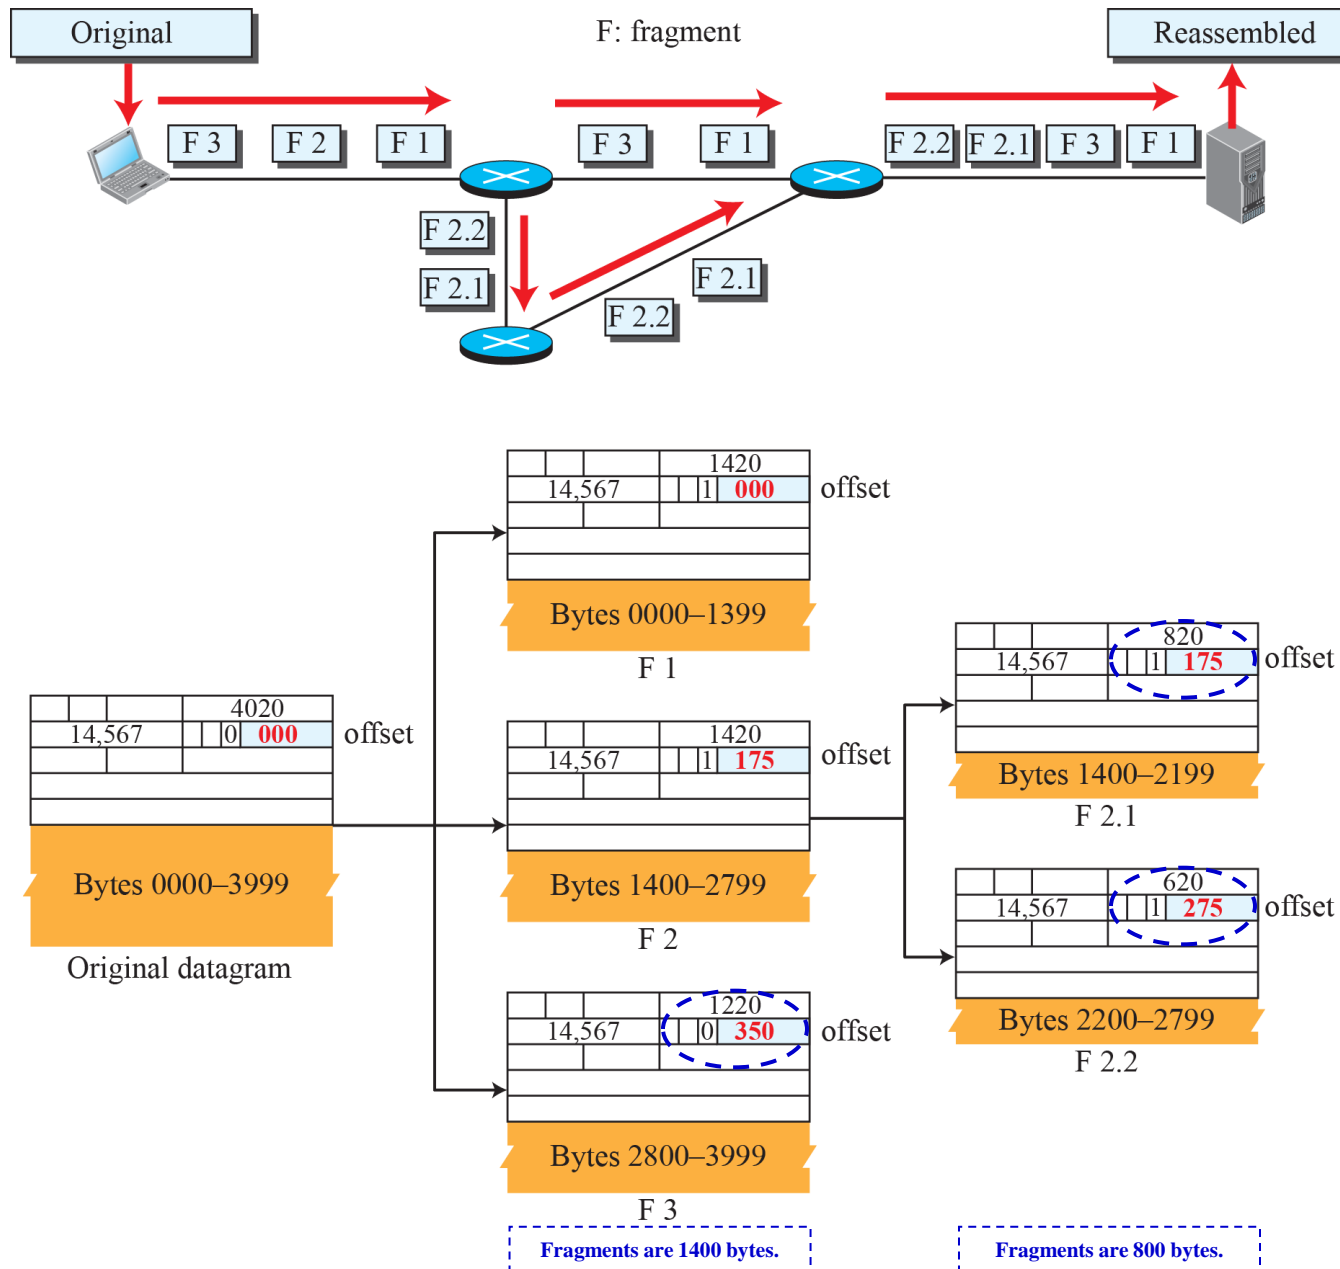 Original
F: fragment
Reassembled
F 3
F 2
F 1
F 3
F 1
F 2.2
F 2.1
F 3
F 1
F 2.2
F 2.1
F 2.1
F 2.2
1420
14,567 1 000 offset
Bytes 0000–1399
F 1
4020
14,567 0 000 offset
Bytes 0000–3999
Original datagram
1420
14,567 1 175 offset
Bytes 1400–2799
F 2
1220
14,567 0 350 offset
Bytes 2800–3999
F 3
Fragments are 1400 bytes.
820
14,567 1 175 offset
Bytes 1400–2199
F 2.1
620
14,567 1 275 offset
Bytes 2200–2799
F 2.2
Fragments are 800 bytes.